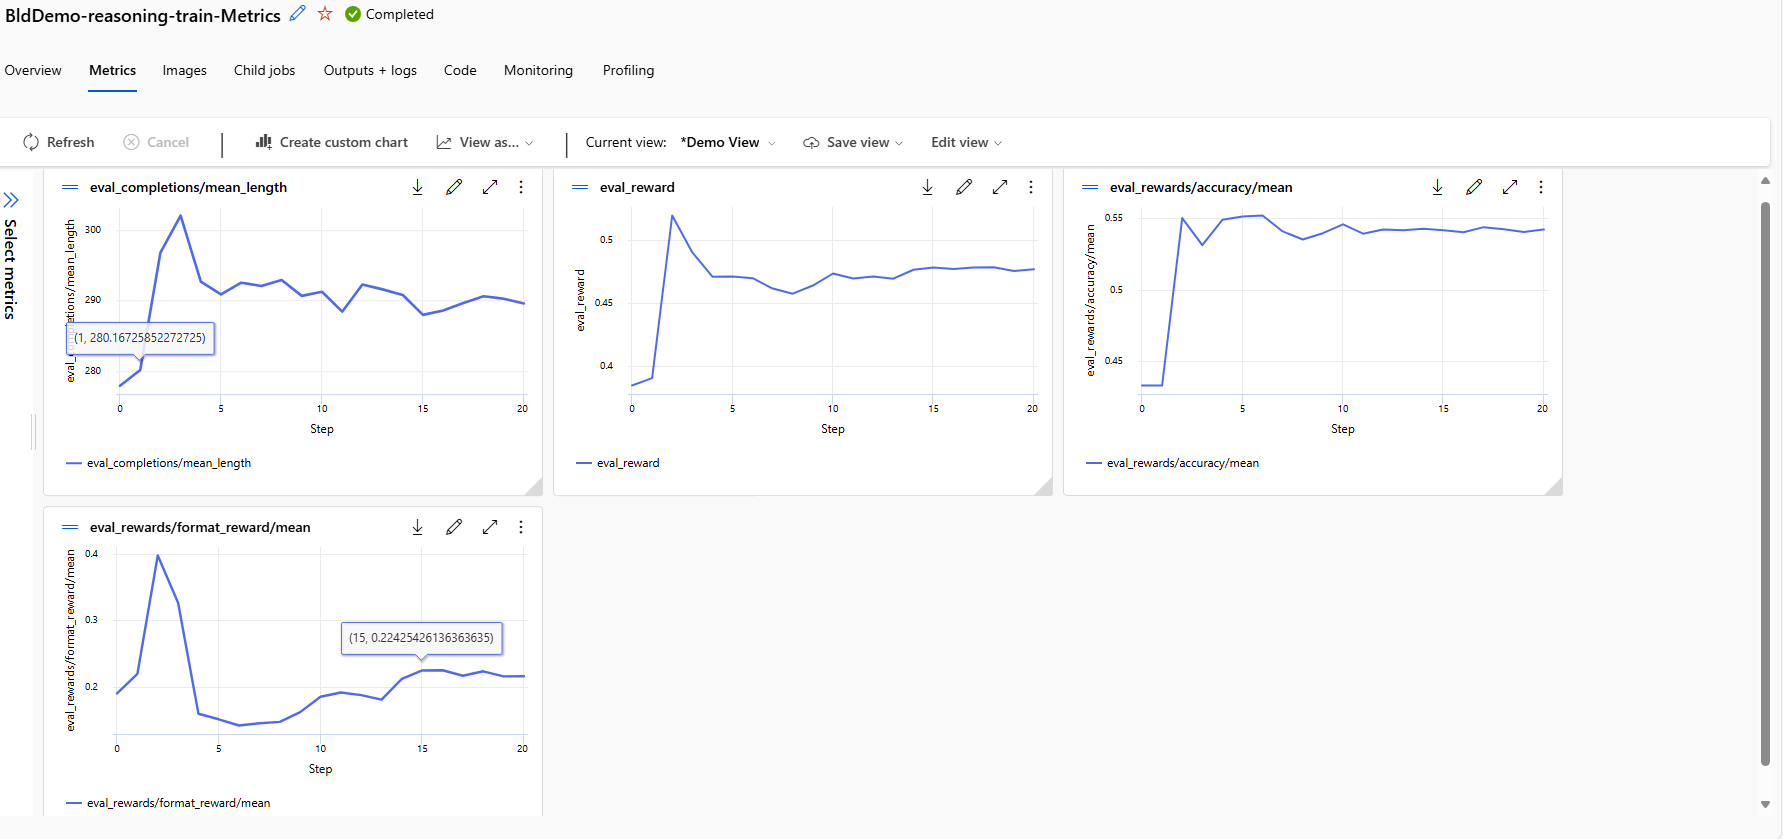 BldDemo-reasoning-train-Metrics Completed
Overview Metrics Images Child jobs Outputs + logs Code Monitoring Profiling
Refresh Cancel Create custom chart View as... Current view: *Demo View Save view Edit view
Select metrics
eval_completions/mean_length
eval_completions/mean_length
300
290
280
(1, 280.16725852272725)
0 5 10 15 20
Step
eval_completions/mean_length
eval_reward
eval_reward
0.5
0.45
0.4
0 5 10 15 20
Step
eval_reward
eval_rewards/accuracy/mean
eval_rewards/accuracy/mean
0.55
0.5
0.45
0 5 10 15 20
Step
eval_rewards/accuracy/mean
eval_rewards/format_reward/mean
eval_rewards/format_reward/mean
0.4
0.3
0.2
(15, 0.22425426136363635)
0 5 10 15 20
Step
eval_rewards/format_reward/mean